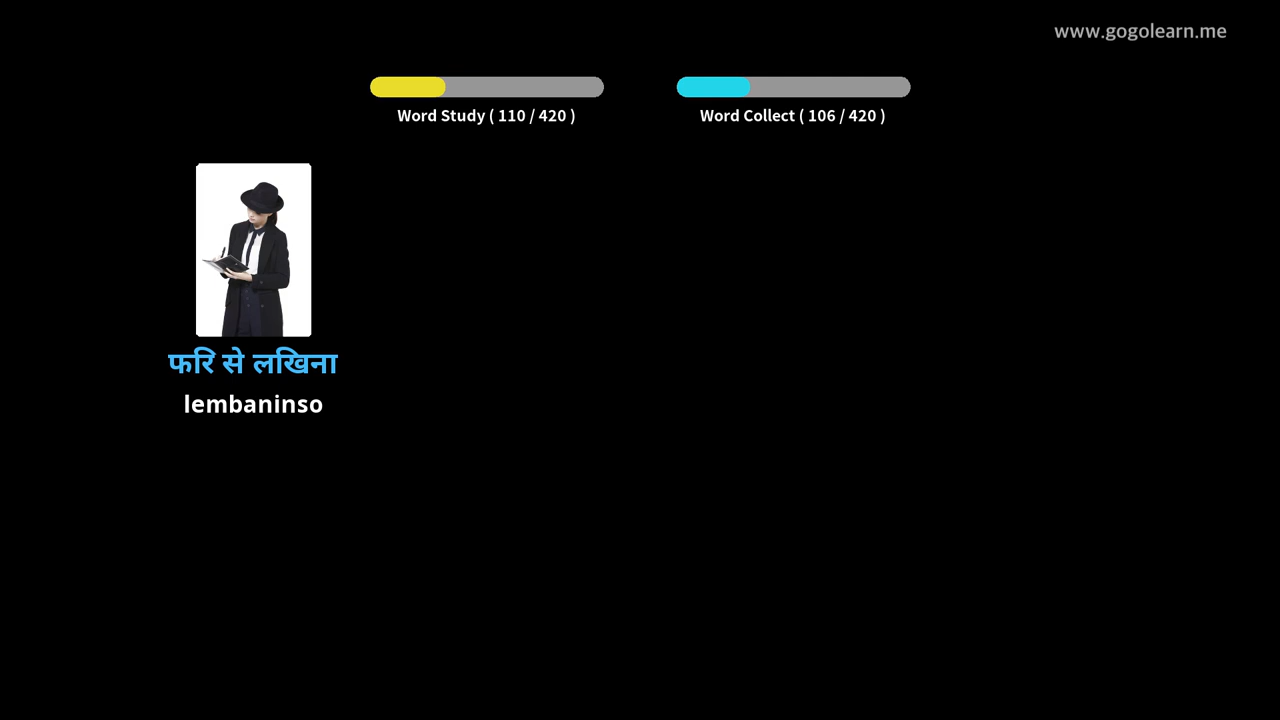 www.gogolearn.me
Word Study ( 110 / 420 )
Word Collect ( 106 / 420 )
फरि से लखिना
lembaninso